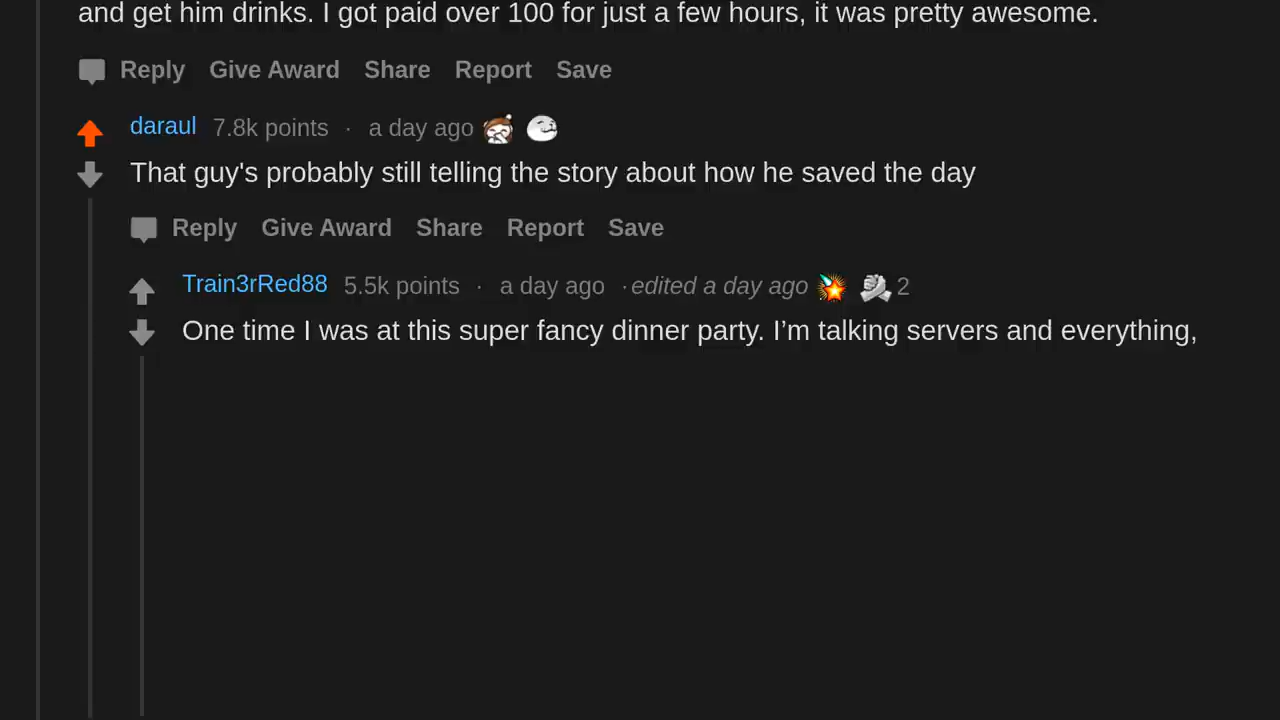 and get him drinks. I got paid over 100 for just a few hours, it was pretty awesome.
Reply Give Award Share Report Save
daraul 7.8k points · a day ago
That guy's probably still telling the story about how he saved the day
Reply Give Award Share Report Save
Train3rRed88 5.5k points · a day ago · edited a day ago 2
One time I was at this super fancy dinner party. I’m talking servers and everything,